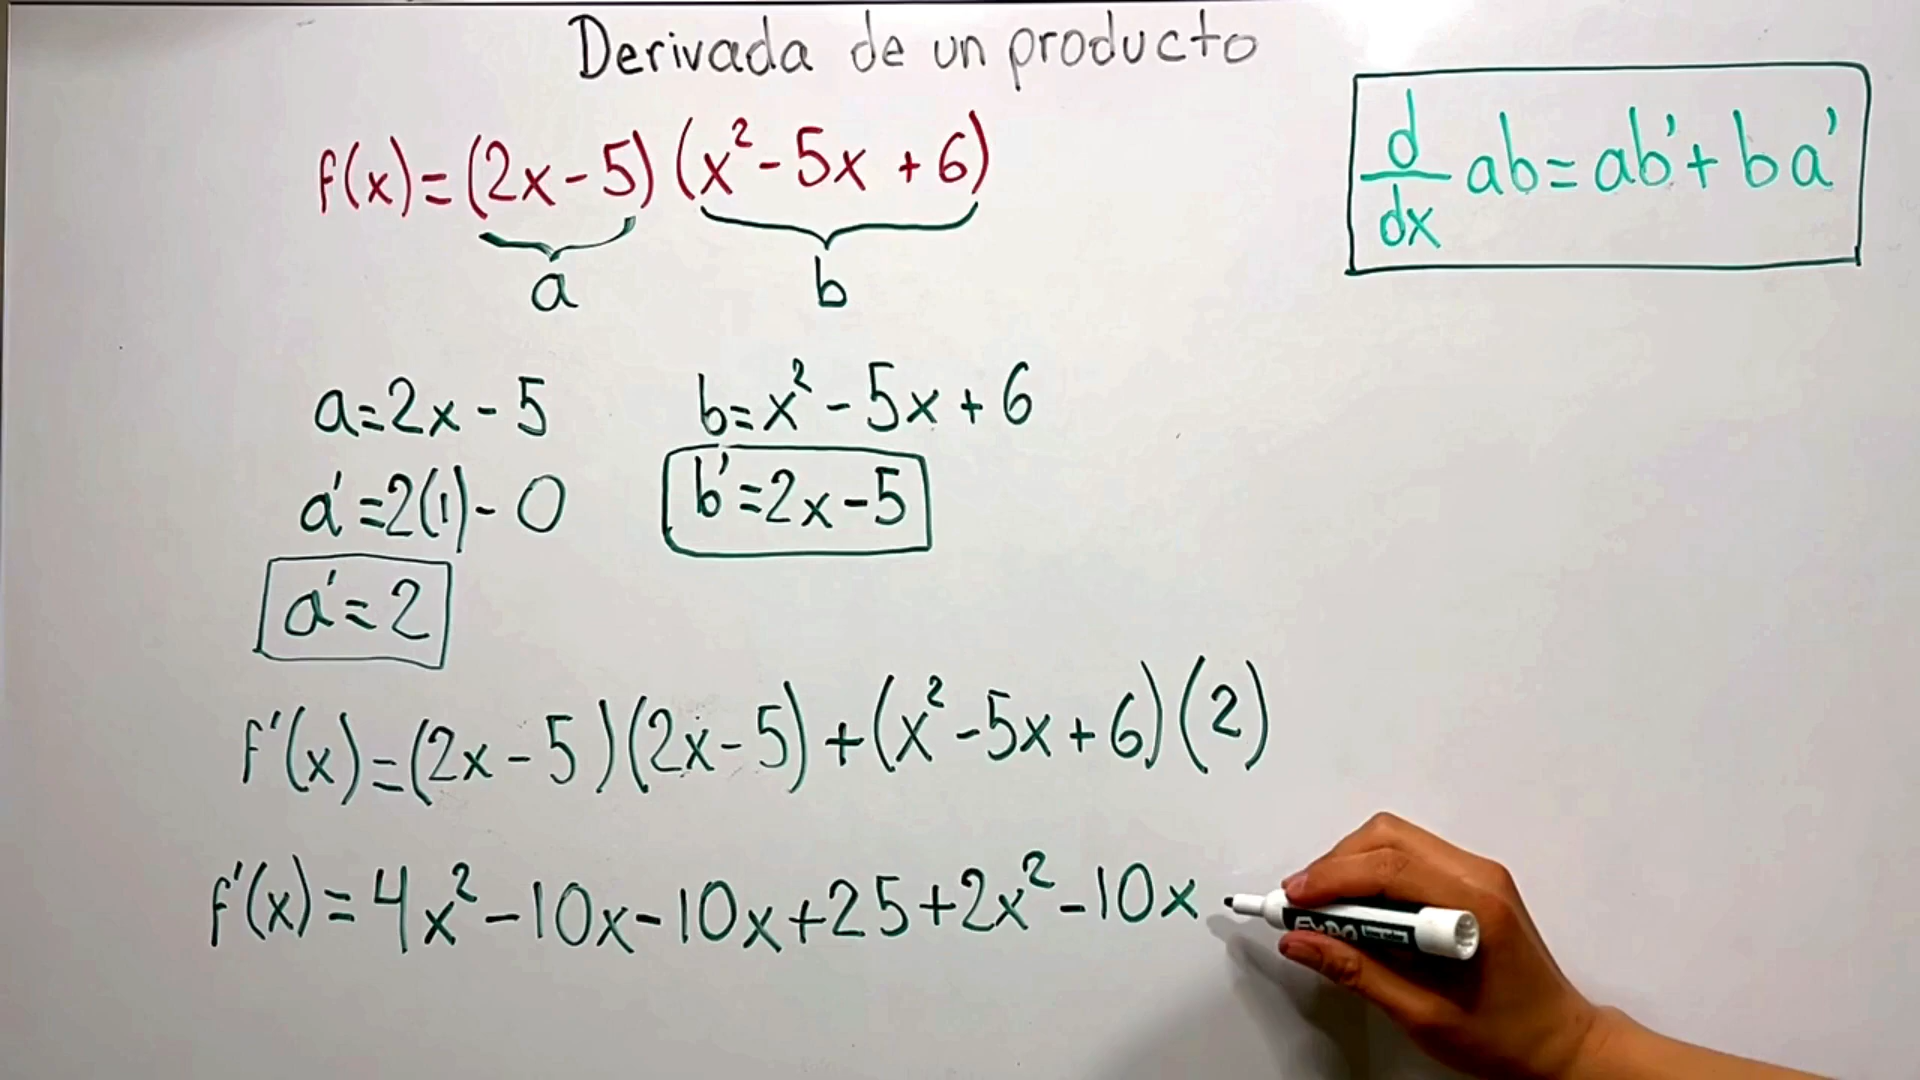 Derivada de un producto
f(x)=(2x-5)(x²-5x+6)
d/dx ab=ab'+ba'
a
b
a=2x-5
b=x²-5x+6
a'=2(1)-0
b'=2x-5
a'=2
f'(x)=(2x-5)(2x-5)+(x²-5x+6)(2)
f'(x)=4x²-10x-10x+25+2x²-10x
EXPO